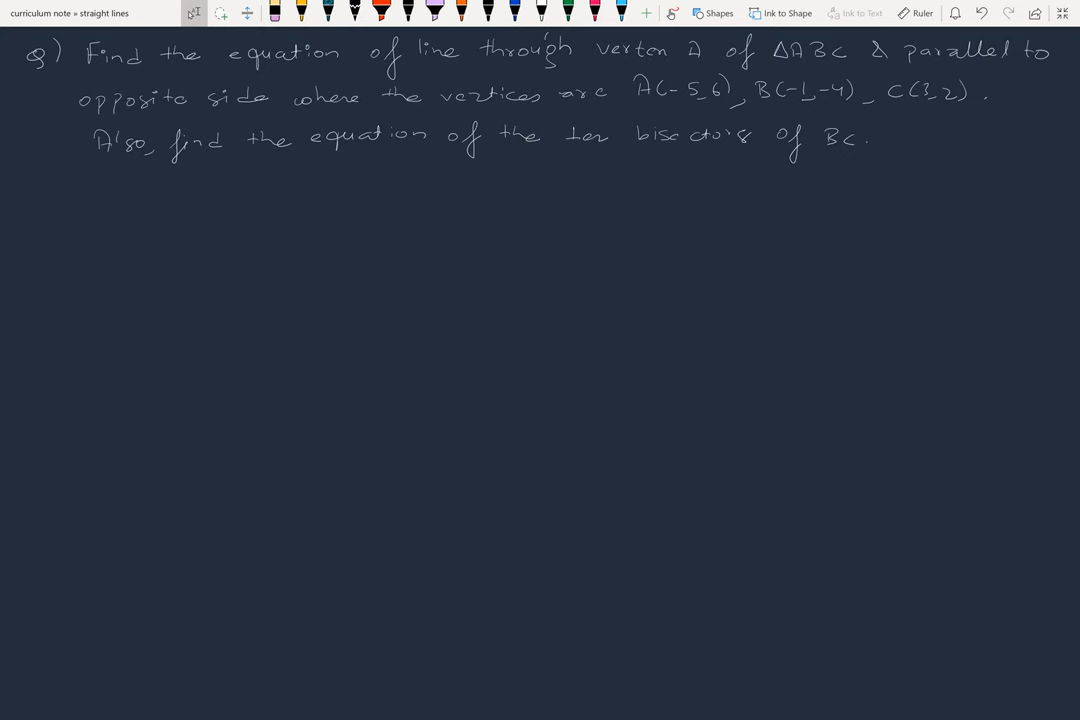 curriculum note » straight lines
Shapes Ink to Shape Ink to Text Ruler
Q) Find the equation of line through vertex A of ΔABC & parallel to
opposite side where the vertices are A(-5,6), B(-1,-4), C(3,2).
Also, find the equation of the ⊥er bisectors of BC.